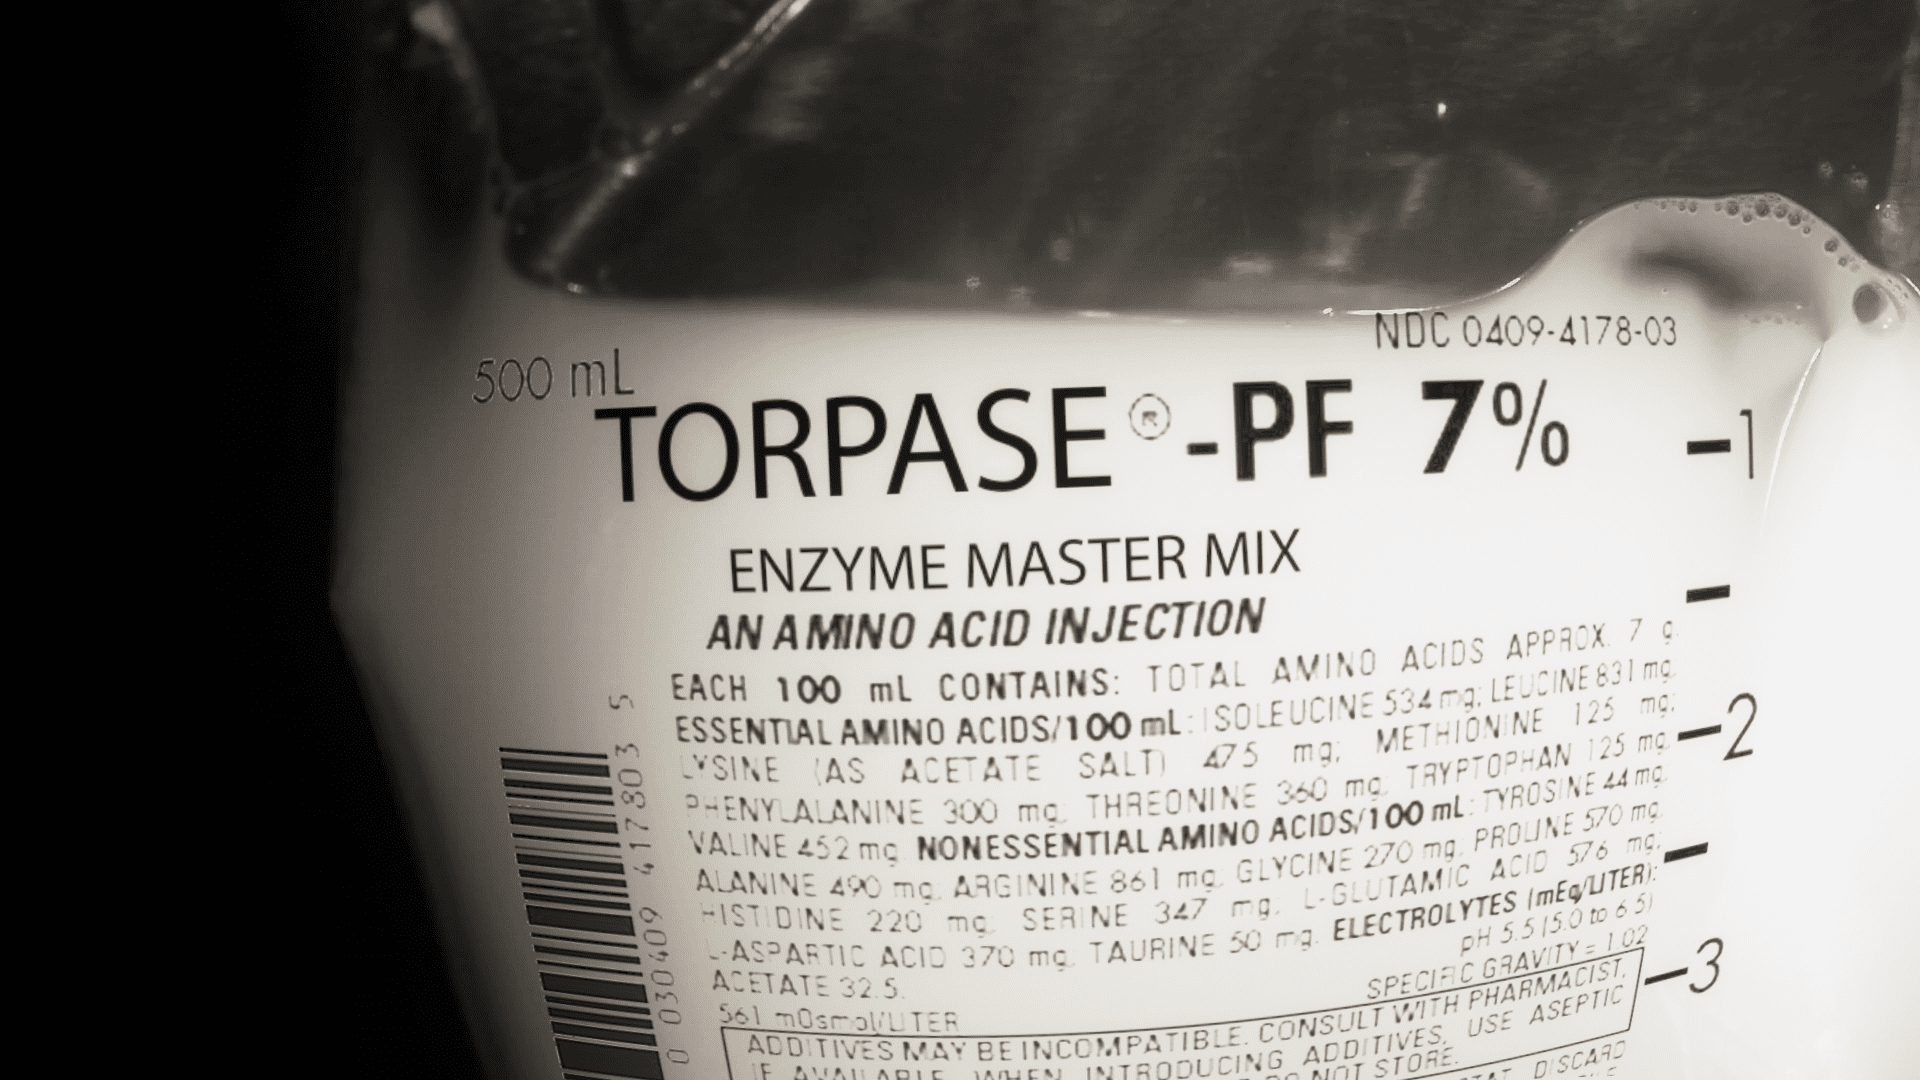 NDC 0409-4178-03
500 mL
TORPASE®-PF 7%
ENZYME MASTER MIX
AN AMINO ACID INJECTION
EACH 100 mL CONTAINS: TOTAL AMINO ACIDS APPROX. 7 g.
ESSENTIAL AMINO ACIDS/100 mL: ISOLEUCINE 534 mg; LEUCINE 831 mg;
LYSINE (AS ACETATE SALT) 475 mg; METHIONINE 125 mg;
PHENYLALANINE 300 mg; THREONINE 360 mg; TRYPTOPHAN 125 mg;
VALINE 452 mg. NONESSENTIAL AMINO ACIDS/100 mL: TYROSINE 44 mg;
ALANINE 490 mg; ARGININE 861 mg; GLYCINE 270 mg; PROLINE 570 mg;
HISTIDINE 220 mg; SERINE 347 mg; L-GLUTAMIC ACID 576 mg;
L-ASPARTIC ACID 370 mg; TAURINE 50 mg. ELECTROLYTES (mEq/LITER):
ACETATE 32.5.
pH 5.5 (5.0 to 6.5)
561 mOsmol/LITER
SPECIFIC GRAVITY = 1.02
ADDITIVES MAY BE INCOMPATIBLE. CONSULT WITH PHARMACIST,
IF AVAILABLE. WHEN INTRODUCING ADDITIVES, USE ASEPTIC
DO NOT STORE.
DISCARD
0 030409 417803 5
-1
-2
-3